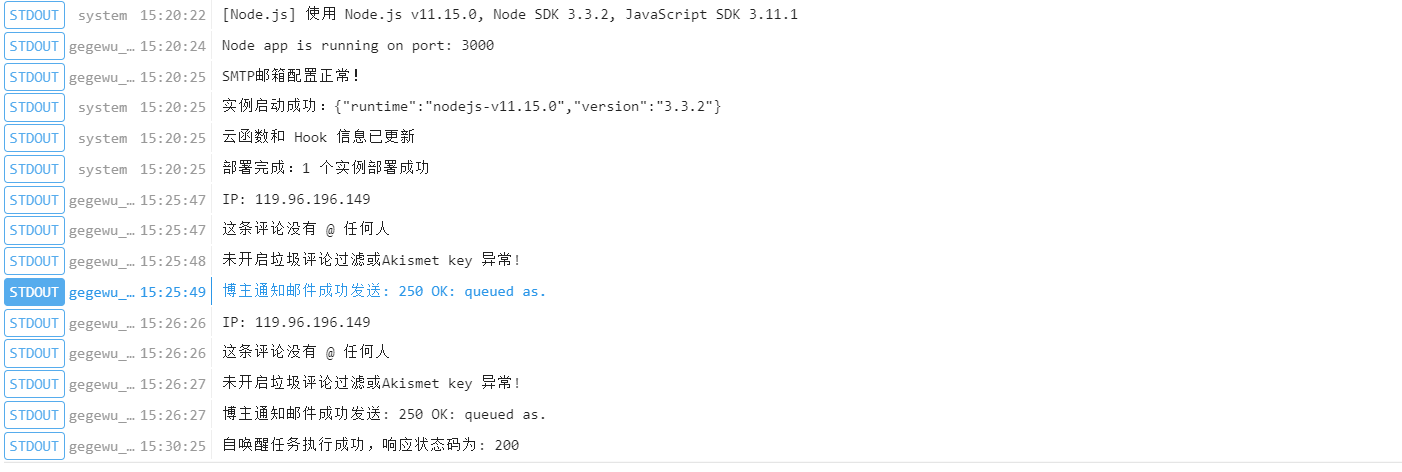 STDOUT system 15:20:22 [Node.js] 使用 Node.js v11.15.0, Node SDK 3.3.2, JavaScript SDK 3.11.1
STDOUT gegewu_… 15:20:24 Node app is running on port: 3000
STDOUT gegewu_… 15:20:25 SMTP邮箱配置正常！
STDOUT system 15:20:25 实例启动成功：{"runtime":"nodejs-v11.15.0","version":"3.3.2"}
STDOUT system 15:20:25 云函数和 Hook 信息已更新
STDOUT system 15:20:25 部署完成：1 个实例部署成功
STDOUT gegewu_… 15:25:47 IP: 119.96.196.149
STDOUT gegewu_… 15:25:47 这条评论没有 @ 任何人
STDOUT gegewu_… 15:25:48 未开启垃圾评论过滤或Akismet key 异常!
STDOUT gegewu_… 15:25:49 博主通知邮件成功发送: 250 OK: queued as.
STDOUT gegewu_… 15:26:26 IP: 119.96.196.149
STDOUT gegewu_… 15:26:26 这条评论没有 @ 任何人
STDOUT gegewu_… 15:26:27 未开启垃圾评论过滤或Akismet key 异常!
STDOUT gegewu_… 15:26:27 博主通知邮件成功发送: 250 OK: queued as.
STDOUT gegewu_… 15:30:25 自唤醒任务执行成功，响应状态码为: 200